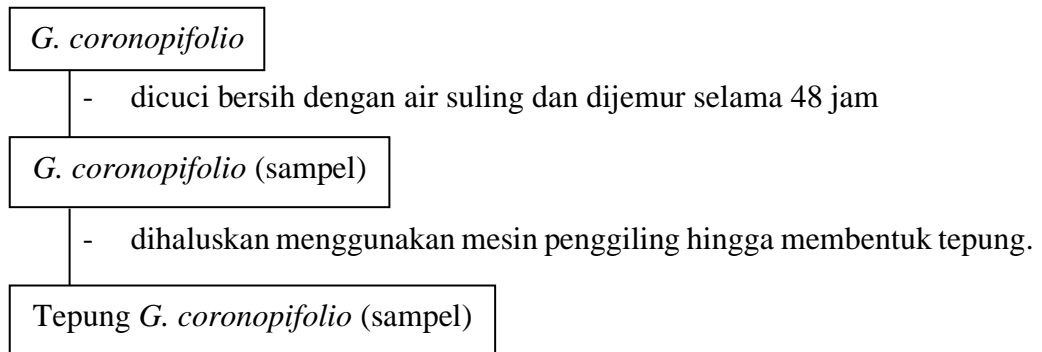 G. coronopifolio
- dicuci bersih dengan air suling dan dijemur selama 48 jam
G. coronopifolio (sampel)
- dihaluskan menggunakan mesin penggiling hingga membentuk tepung.
Tepung G. coronopifolio (sampel)